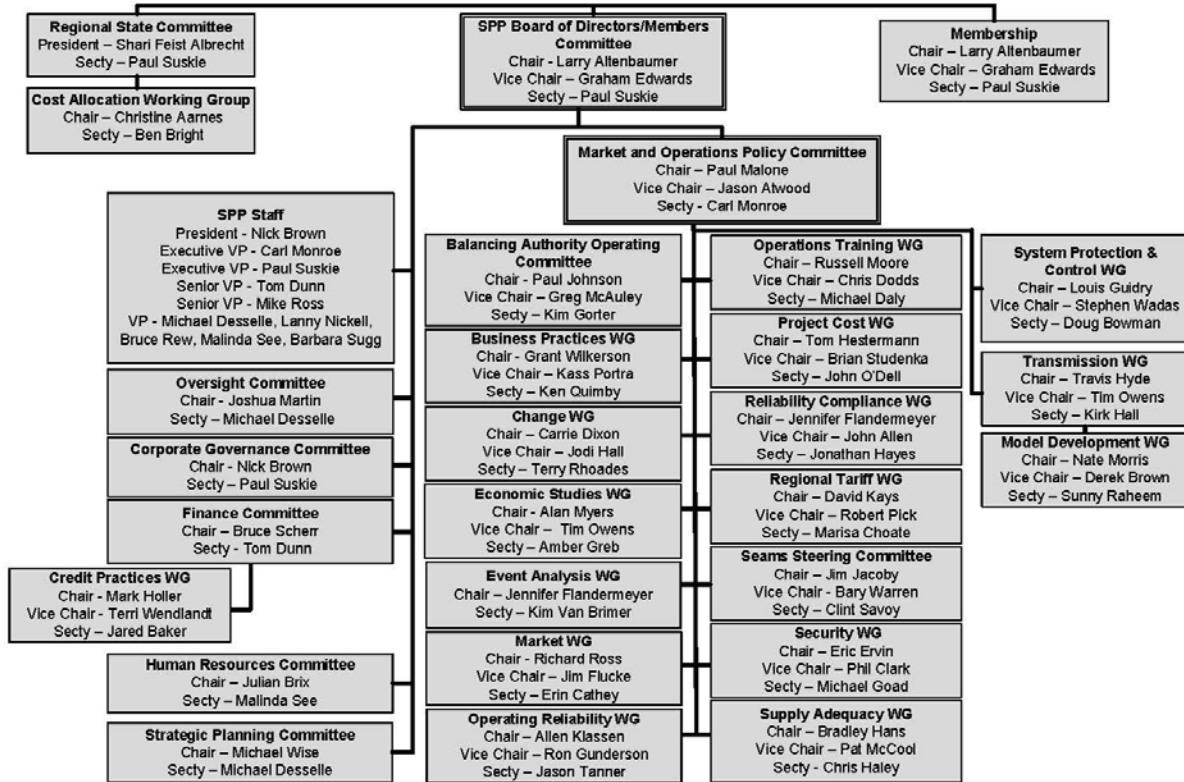 Regional State Committee
President – Shari Feist Albrecht
Secty – Paul Suskie
Cost Allocation Working Group
Chair – Christine Aarnes
Secty – Ben Bright
SPP Board of Directors/Members
Committee
Chair - Larry Altenbaumer
Vice Chair – Graham Edwards
Secty – Paul Suskie
Membership
Chair – Larry Altenbaumer
Vice Chair – Graham Edwards
Secty – Paul Suskie
Market and Operations Policy Committee
Chair – Paul Malone
Vice Chair – Jason Atwood
Secty - Carl Monroe
SPP Staff
President - Nick Brown
Executive VP - Carl Monroe
Executive VP - Paul Suskie
Senior VP - Tom Dunn
Senior VP - Mike Ross
VP - Michael Desselle, Lanny Nickell,
Bruce Rew, Malinda See, Barbara Sugg
Oversight Committee
Chair - Joshua Martin
Secty – Michael Desselle
Corporate Governance Committee
Chair - Nick Brown
Secty – Paul Suskie
Finance Committee
Chair – Bruce Scherr
Secty - Tom Dunn
Credit Practices WG
Chair - Mark Holler
Vice Chair - Terri Wendlandt
Secty – Jared Baker
Human Resources Committee
Chair – Julian Brix
Secty – Malinda See
Strategic Planning Committee
Chair – Michael Wise
Secty – Michael Desselle
Balancing Authority Operating
Committee
Chair - Paul Johnson
Vice Chair – Greg McAuley
Secty – Kim Gorter
Business Practices WG
Chair - Grant Wilkerson
Vice Chair – Kass Portra
Secty – Ken Quimby
Change WG
Chair – Carrie Dixon
Vice Chair – Jodi Hall
Secty – Terry Rhoades
Economic Studies WG
Chair - Alan Myers
Vice Chair – Tim Owens
Secty – Amber Greb
Event Analysis WG
Chair – Jennifer Flandermeyer
Secty – Kim Van Brimer
Market WG
Chair - Richard Ross
Vice Chair – Jim Flucke
Secty – Erin Cathey
Operating Reliability WG
Chair – Allen Klassen
Vice Chair – Ron Gunderson
Secty – Jason Tanner
Operations Training WG
Chair – Russell Moore
Vice Chair – Chris Dodds
Secty – Michael Daly
Project Cost WG
Chair – Tom Hestermann
Vice Chair – Brian Studenka
Secty – John O'Dell
Reliability Compliance WG
Chair – Jennifer Flandermeyer
Vice Chair – John Allen
Secty – Jonathan Hayes
Regional Tariff WG
Chair – David Kays
Vice Chair – Robert Pick
Secty – Marisa Choate
Seams Steering Committee
Chair – Jim Jacoby
Vice Chair - Bary Warren
Secty – Clint Savoy
Security WG
Chair – Eric Ervin
Vice Chair – Phil Clark
Secty – Michael Goad
Supply Adequacy WG
Chair – Bradley Hans
Vice Chair – Pat McCool
Secty - Chris Haley
System Protection &
Control WG
Chair – Louis Guidry
Vice Chair – Stephen Wadas
Secty – Doug Bowman
Transmission WG
Chair – Travis Hyde
Vice Chair – Tim Owens
Secty – Kirk Hall
Model Development WG
Chair – Nate Morris
Vice Chair – Derek Brown
Secty – Sunny Raheem